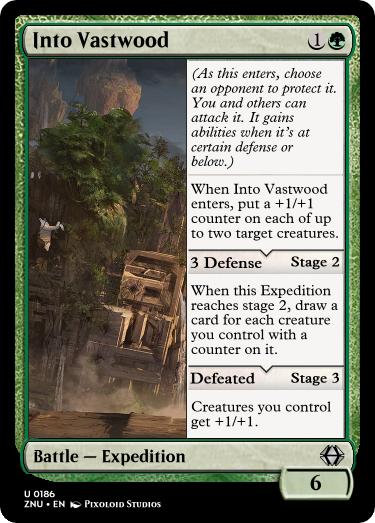 Into Vastwood 1
(As this enters, choose
an opponent to protect it.
You and others can
attack it. It gains
abilities when it's at
certain defense or
below.)
When Into Vastwood
enters, put a +1/+1
counter on each of up
to two target creatures.
3 Defense Stage 2
When this Expedition
reaches stage 2, draw a
card for each creature
you control with a
counter on it.
Defeated Stage 3
Creatures you control
get +1/+1.
Battle — Expedition
6
U 0186
ZNU • EN Pixoloid Studios